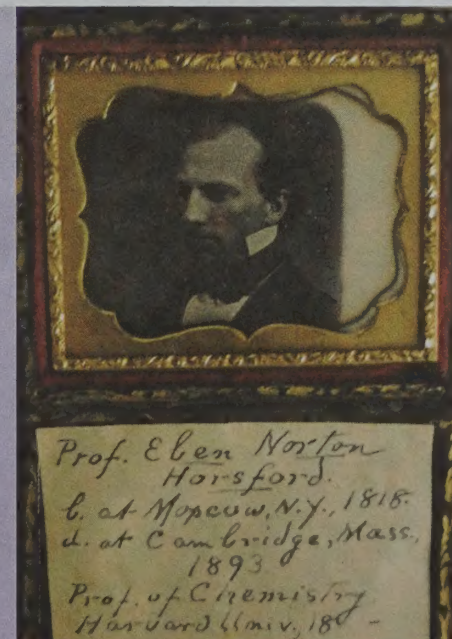 Prof. Eben Norton
Horsford.
b. at Moscow, N.Y., 1818.
d. at Cambridge, Mass.,
1893
Prof. of Chemistry
Harvard Univ., 18 -